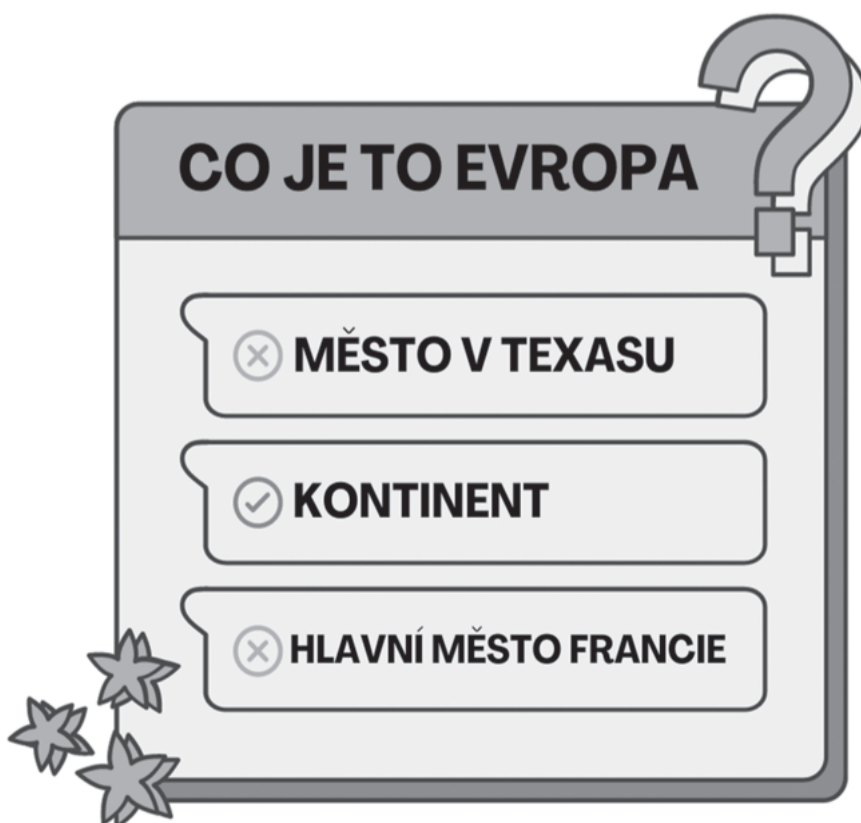 CO JE TO EVROPA
MĚSTO V TEXASU
KONTINENT
HLAVNÍ MĚSTO FRANCIE